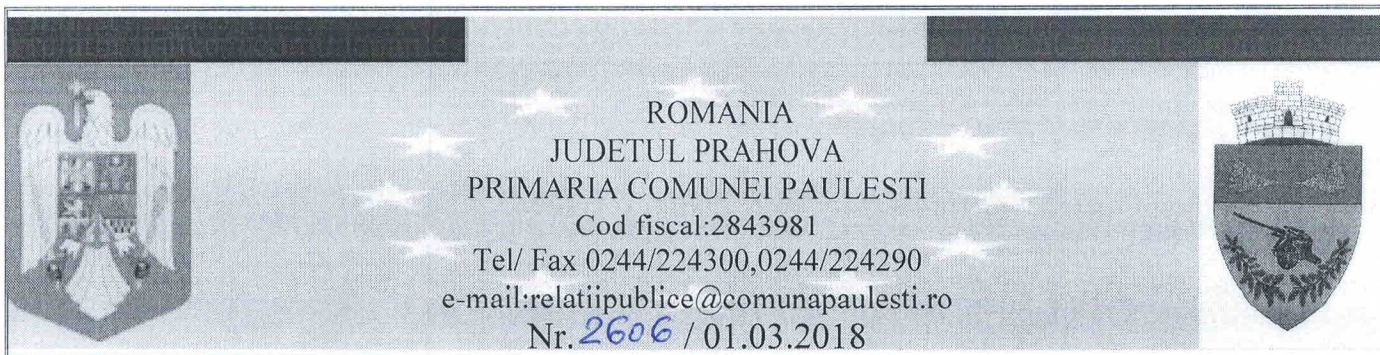 ROMANIA
JUDETUL PRAHOVA
PRIMARIA COMUNEI PAULESTI
Cod fiscal:2843981
Tel/ Fax 0244/224300,0244/224290
e-mail:relatiipublice@comunapaulesti.ro
Nr. 2606 / 01.03.2018